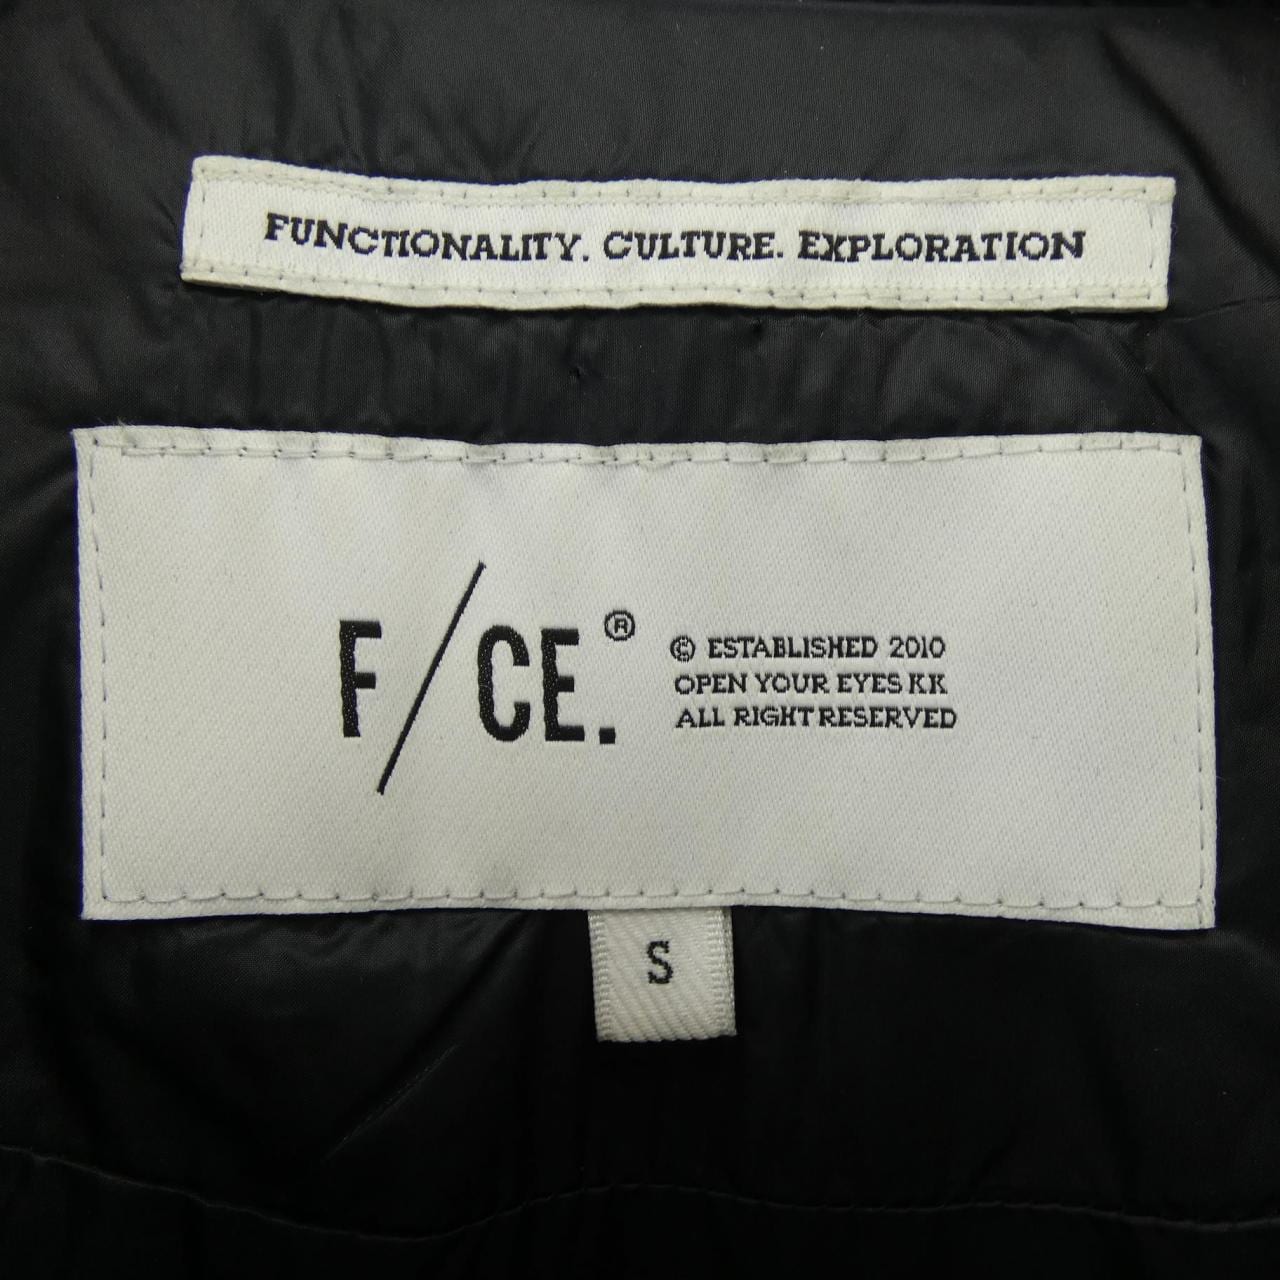 FUNCTIONALITY. CULTURE. EXPLORATION
F/CE.®
© ESTABLISHED 2010
OPEN YOUR EYES KK
ALL RIGHT RESERVED
S